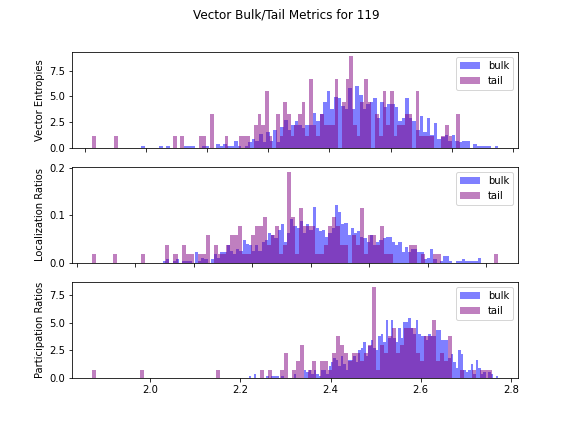 Vector Bulk/Tail Metrics for 119
Vector Entropies
7.5
5.0
2.5
0.0
bulk
tail
Localization Ratios
0.2
0.1
0.0
bulk
tail
Participation Ratios
7.5
5.0
2.5
0.0
bulk
tail
2.0 2.2 2.4 2.6 2.8